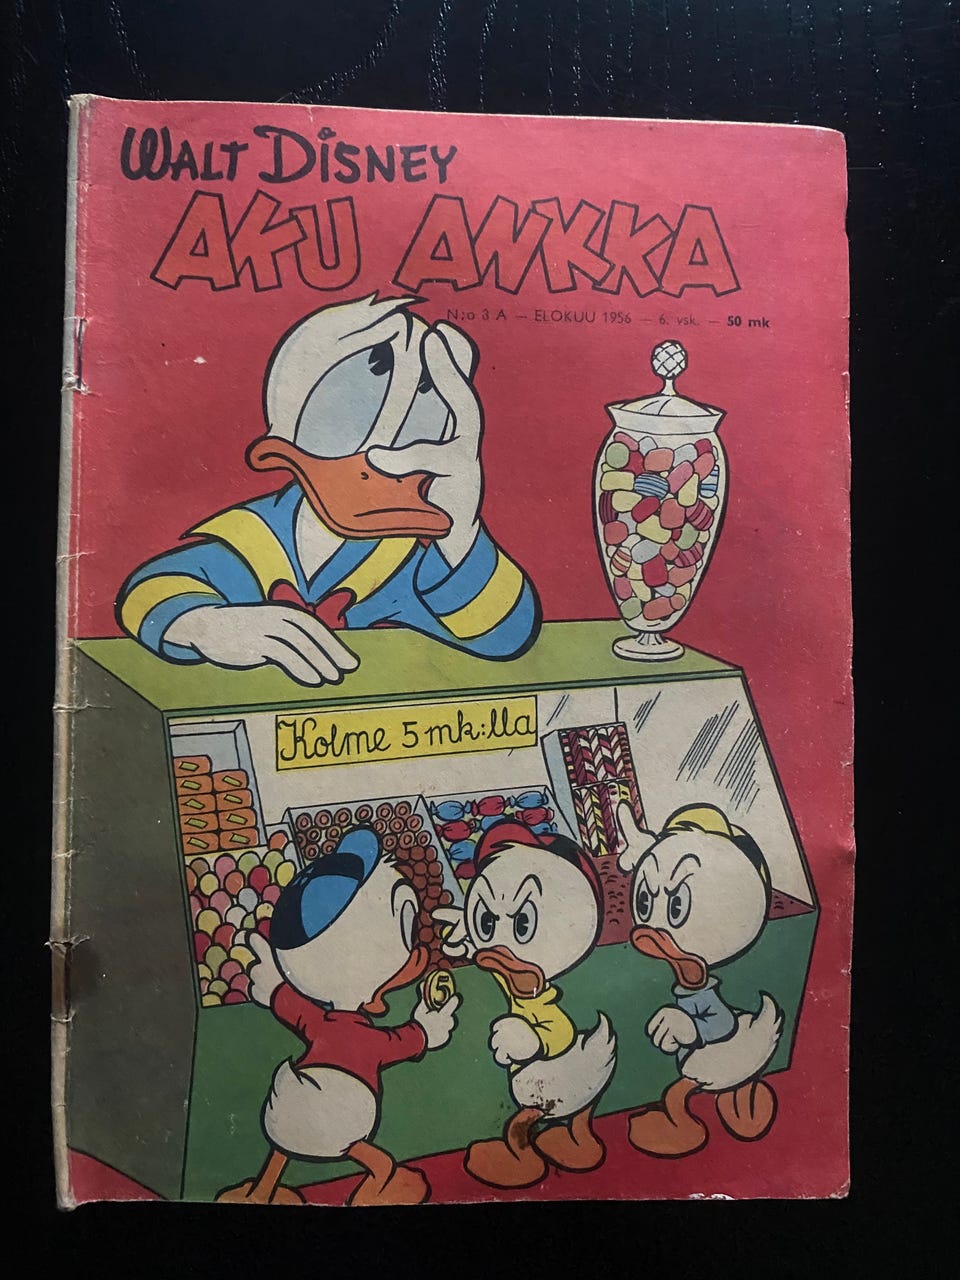 WALT DISNEY
AKU ANKKA
N:o 3 A — ELOKUU 1956 — 6. vsk. — 50 mk
Kolme 5 mk:lla
5